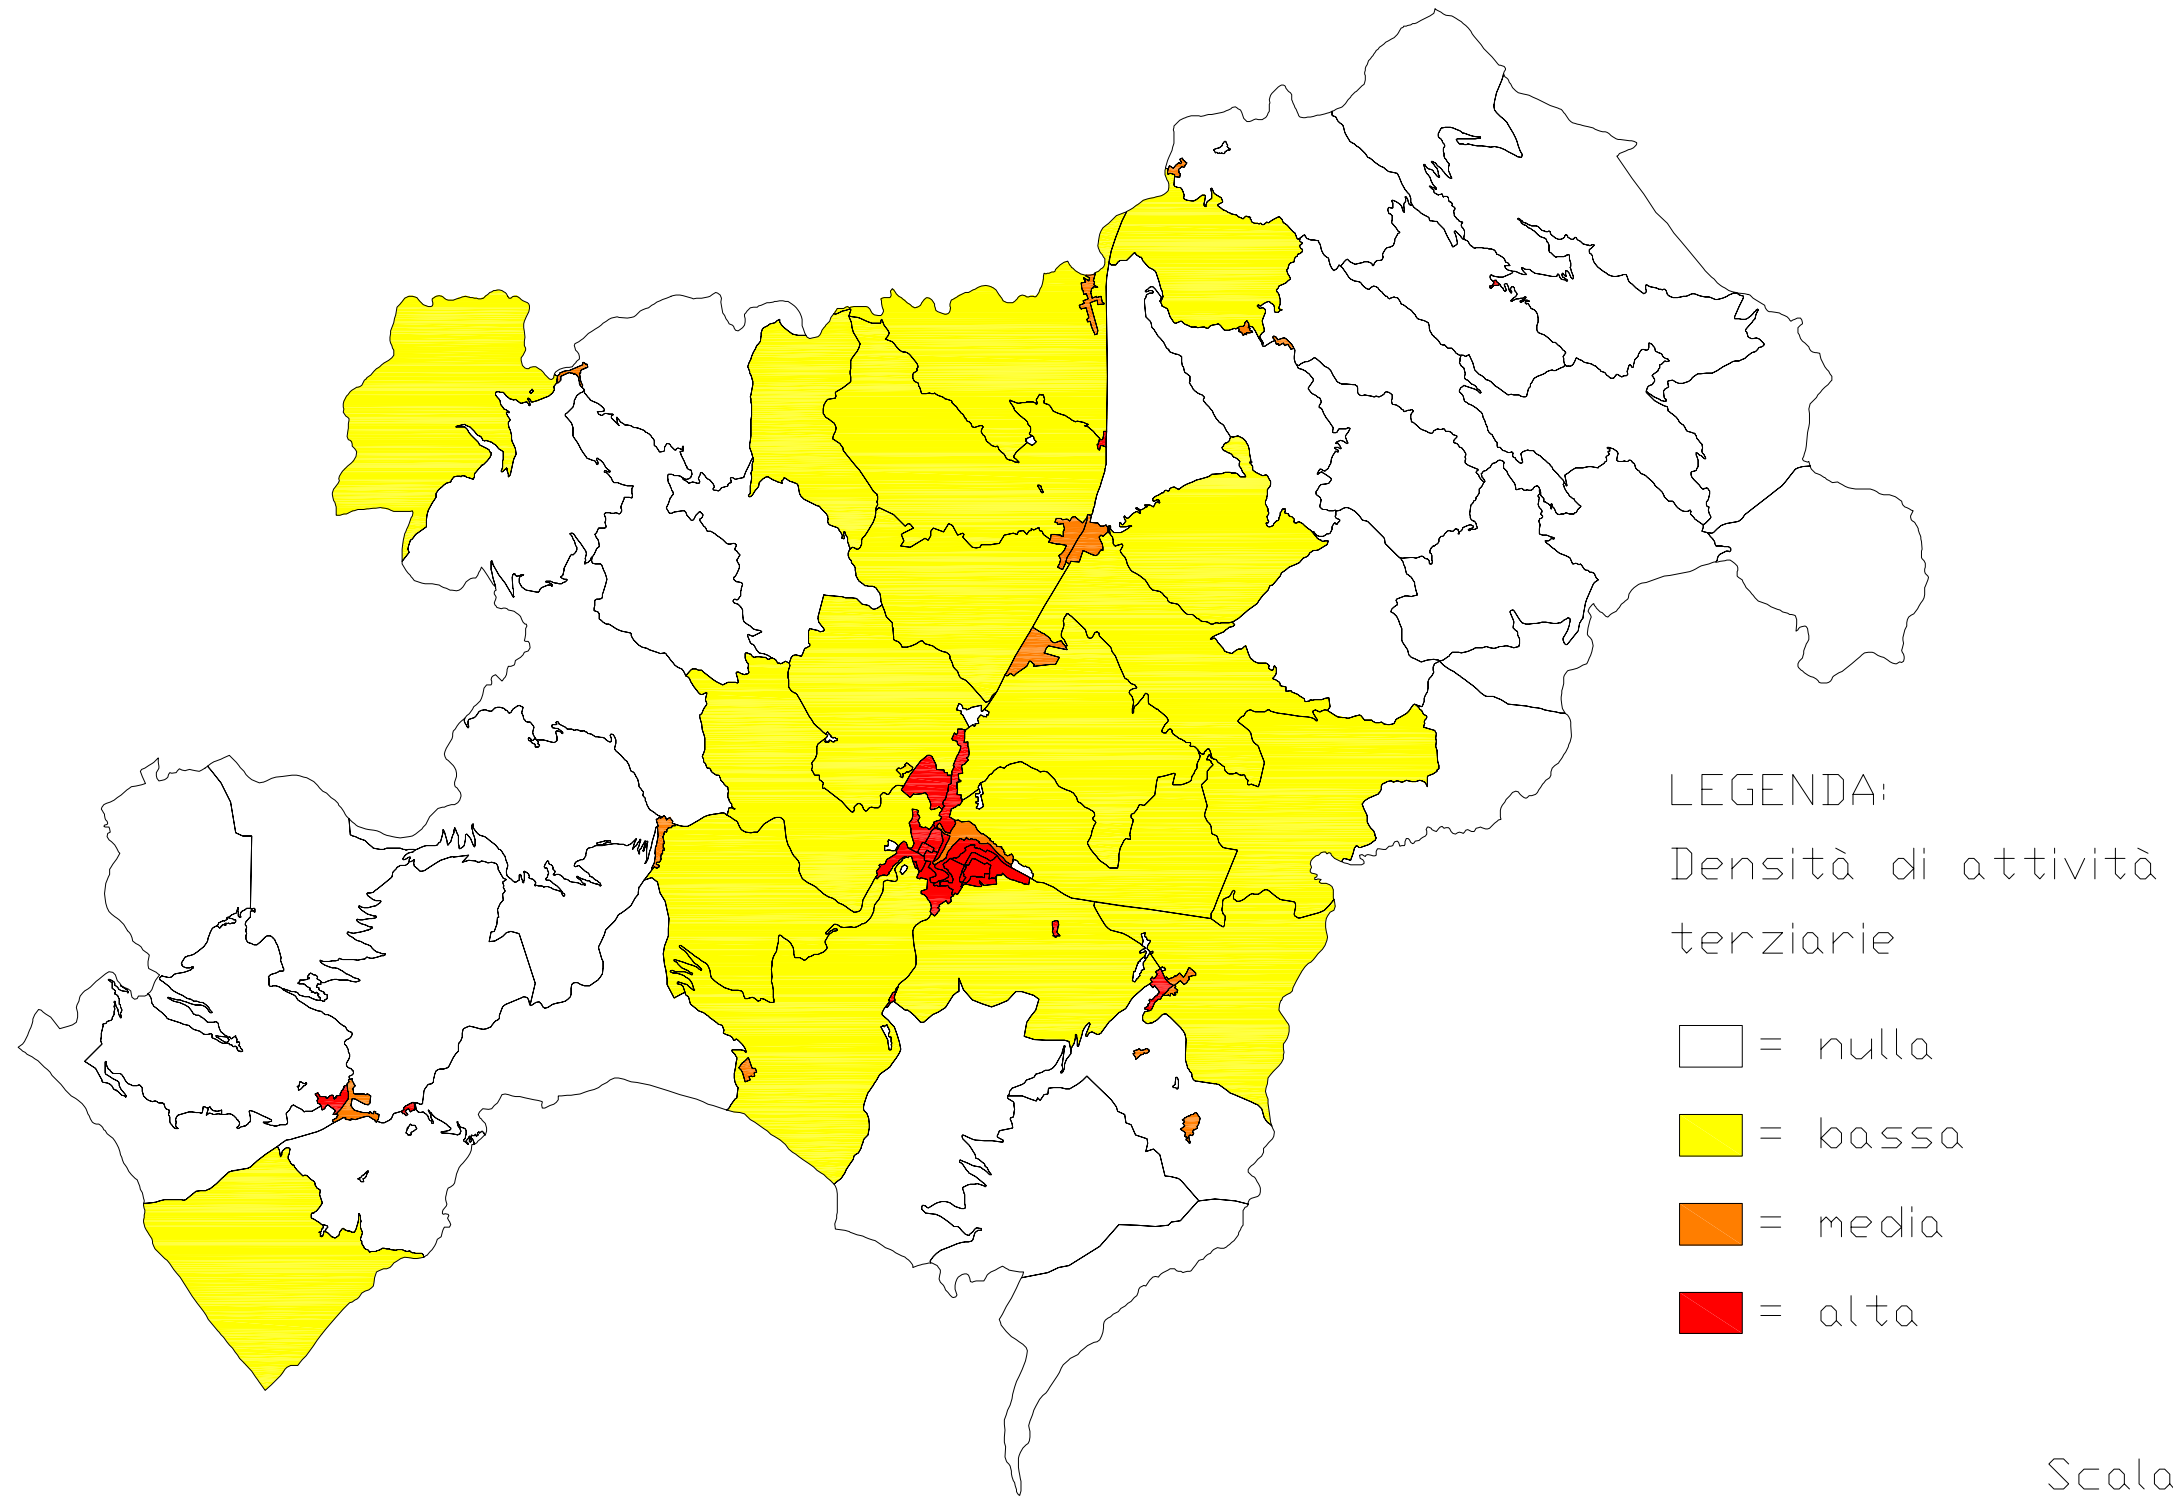 LEGENDA:
Densità di attività
terziarie
= nulla
= bassa
= media
= alta
Scala